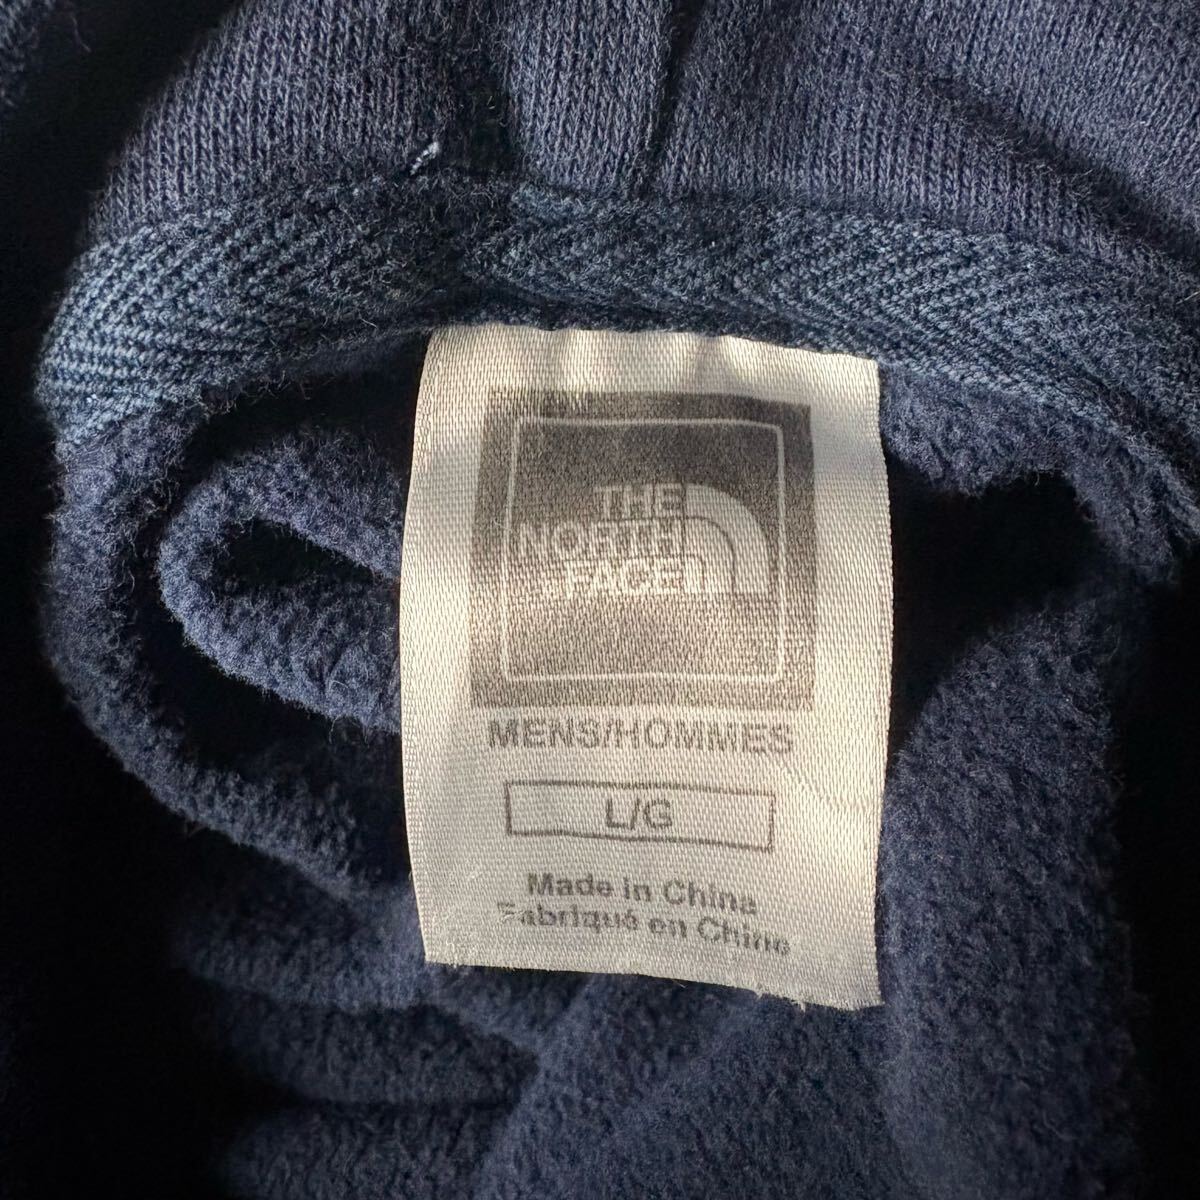 THE
NORTH
FACE
MENS/HOMMES
L/G
Made in China
Fabriqué en Chine